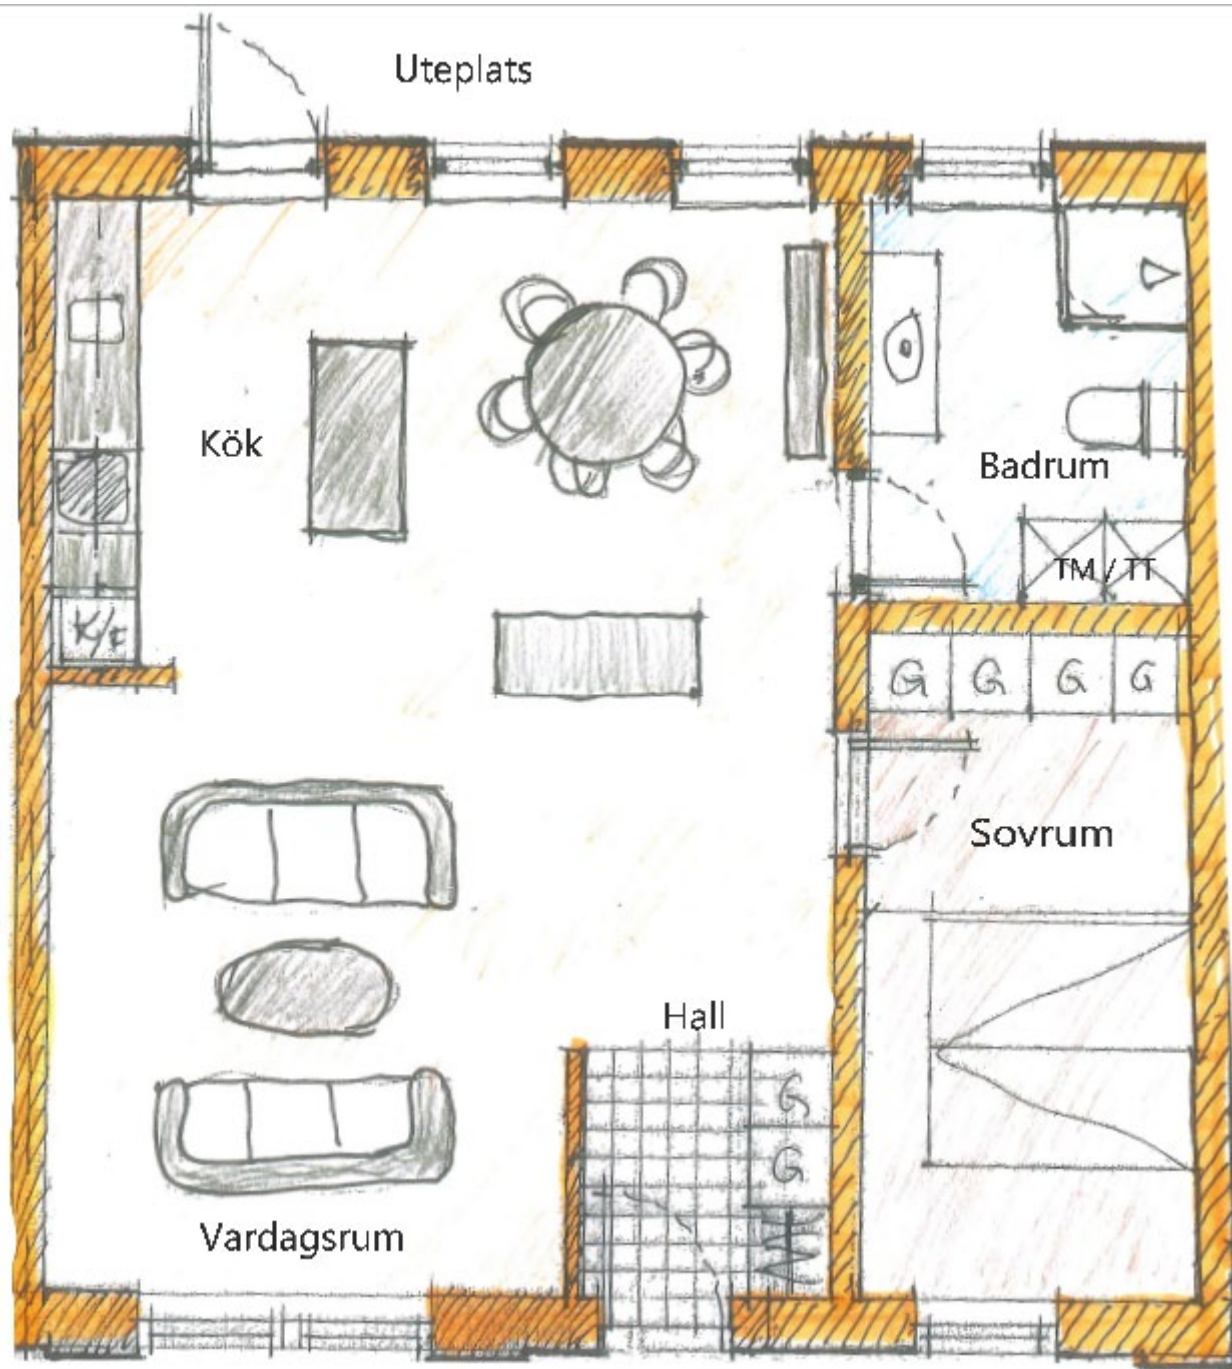 Uteplats
Kök
Badrum
TM / TT
K/F
G G G G
Sovrum
Hall
G
G
Vardagsrum